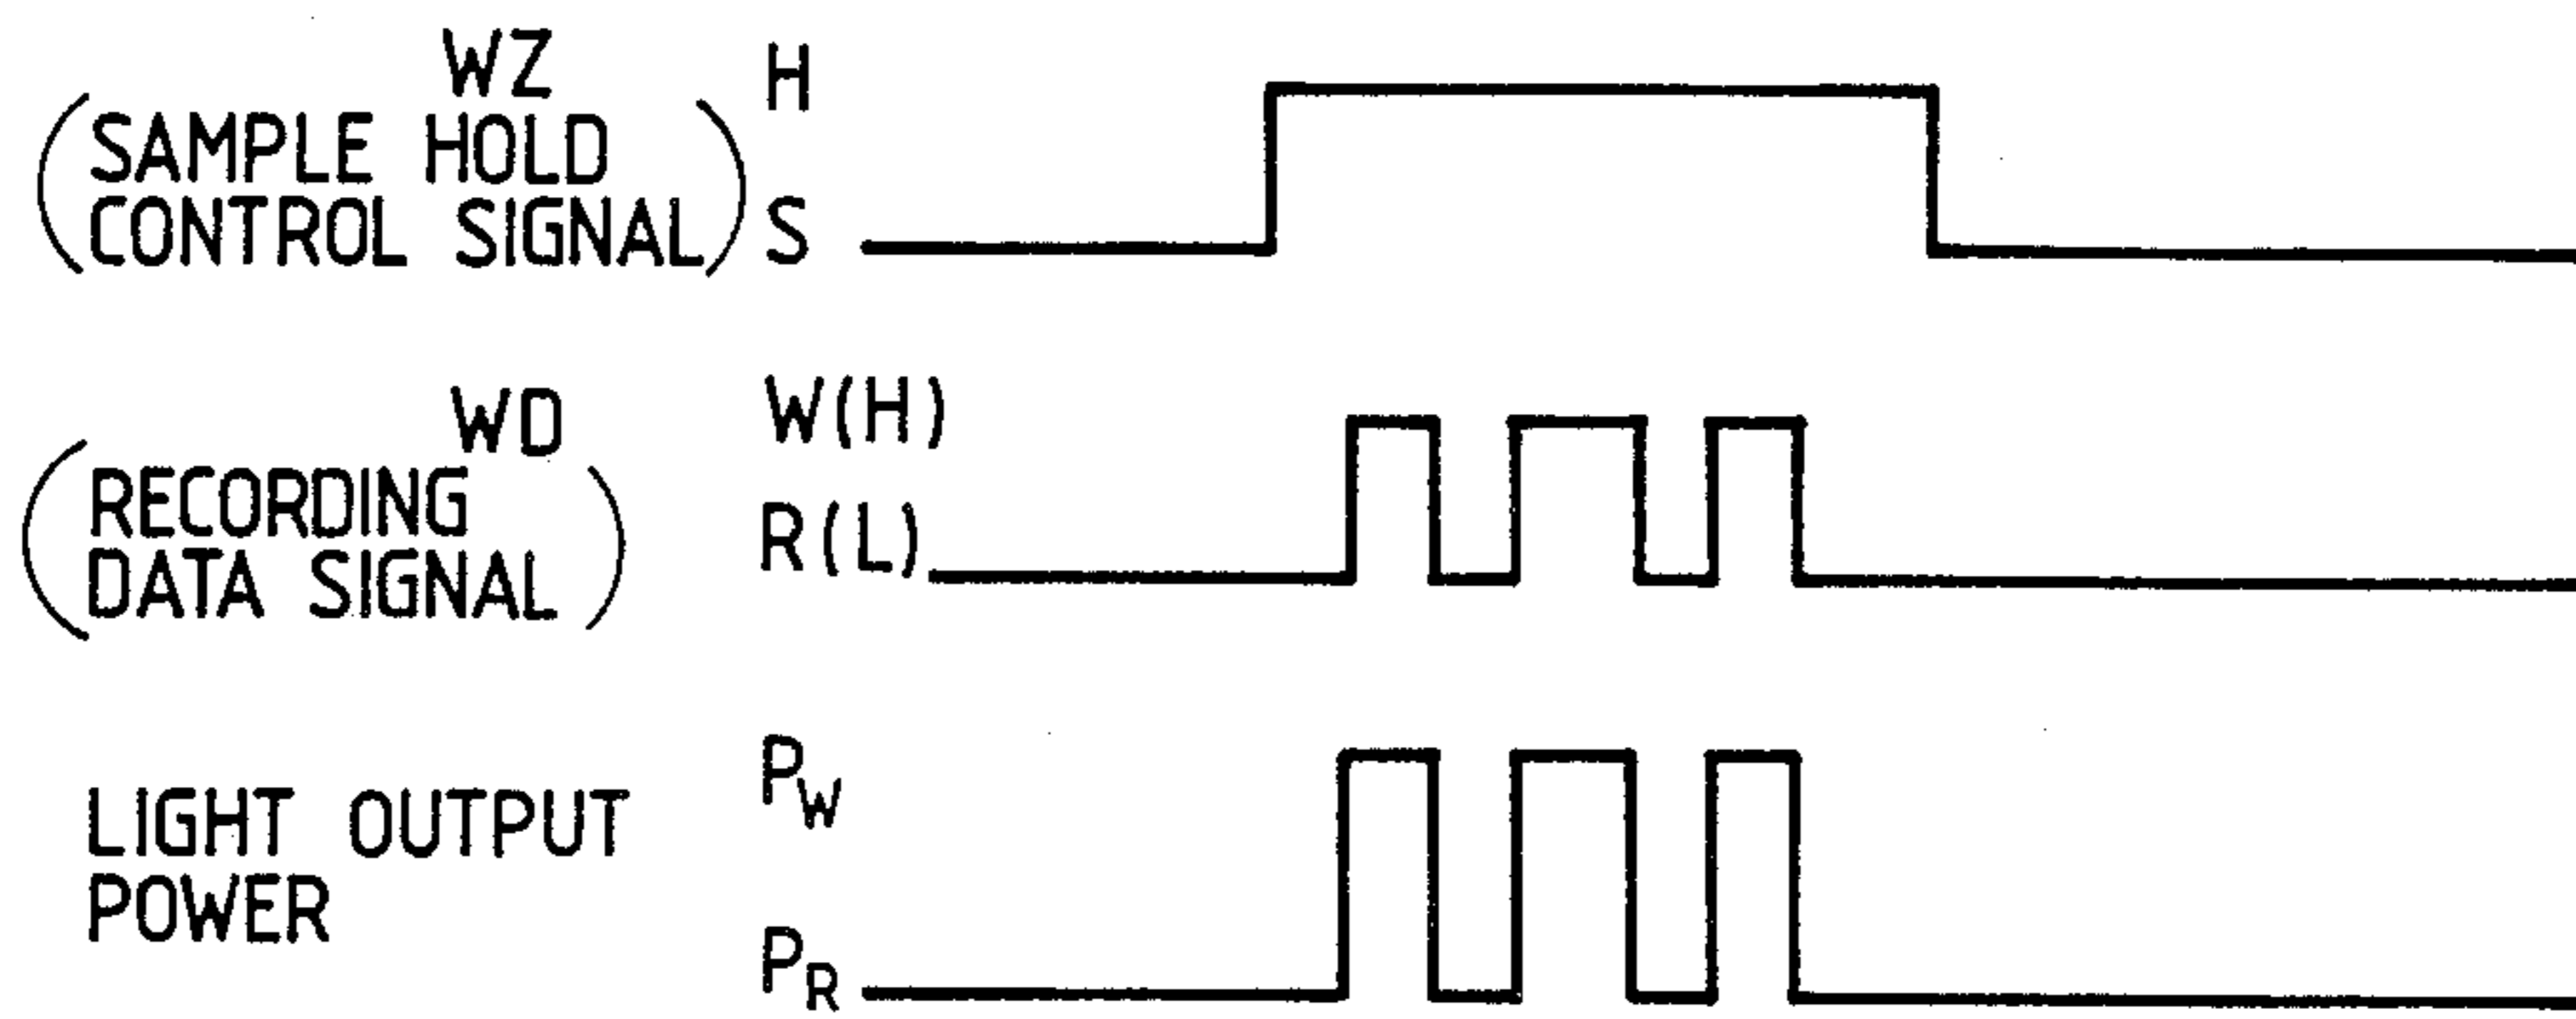 WZ
(SAMPLE HOLD
CONTROL SIGNAL)
H
S
WD
(RECORDING
DATA SIGNAL)
W(H)
R(L)
LIGHT OUTPUT
POWER
PW
PR